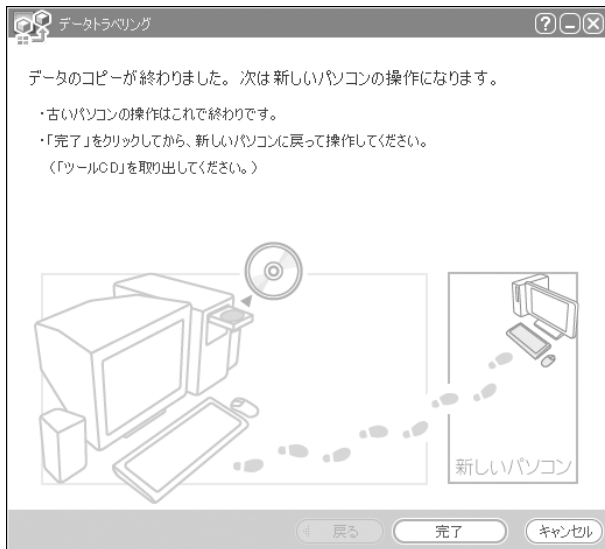 データトラベリング
データのコピーが終わりました。次は新しいパソコンの操作になります。
・古いパソコンの操作はこれで終わりです。
・「完了」をクリックしてから、新しいパソコンに戻って操作してください。
（「ツールCD」を取り出してください。）
新しいパソコン
戻る 完了 キャンセル